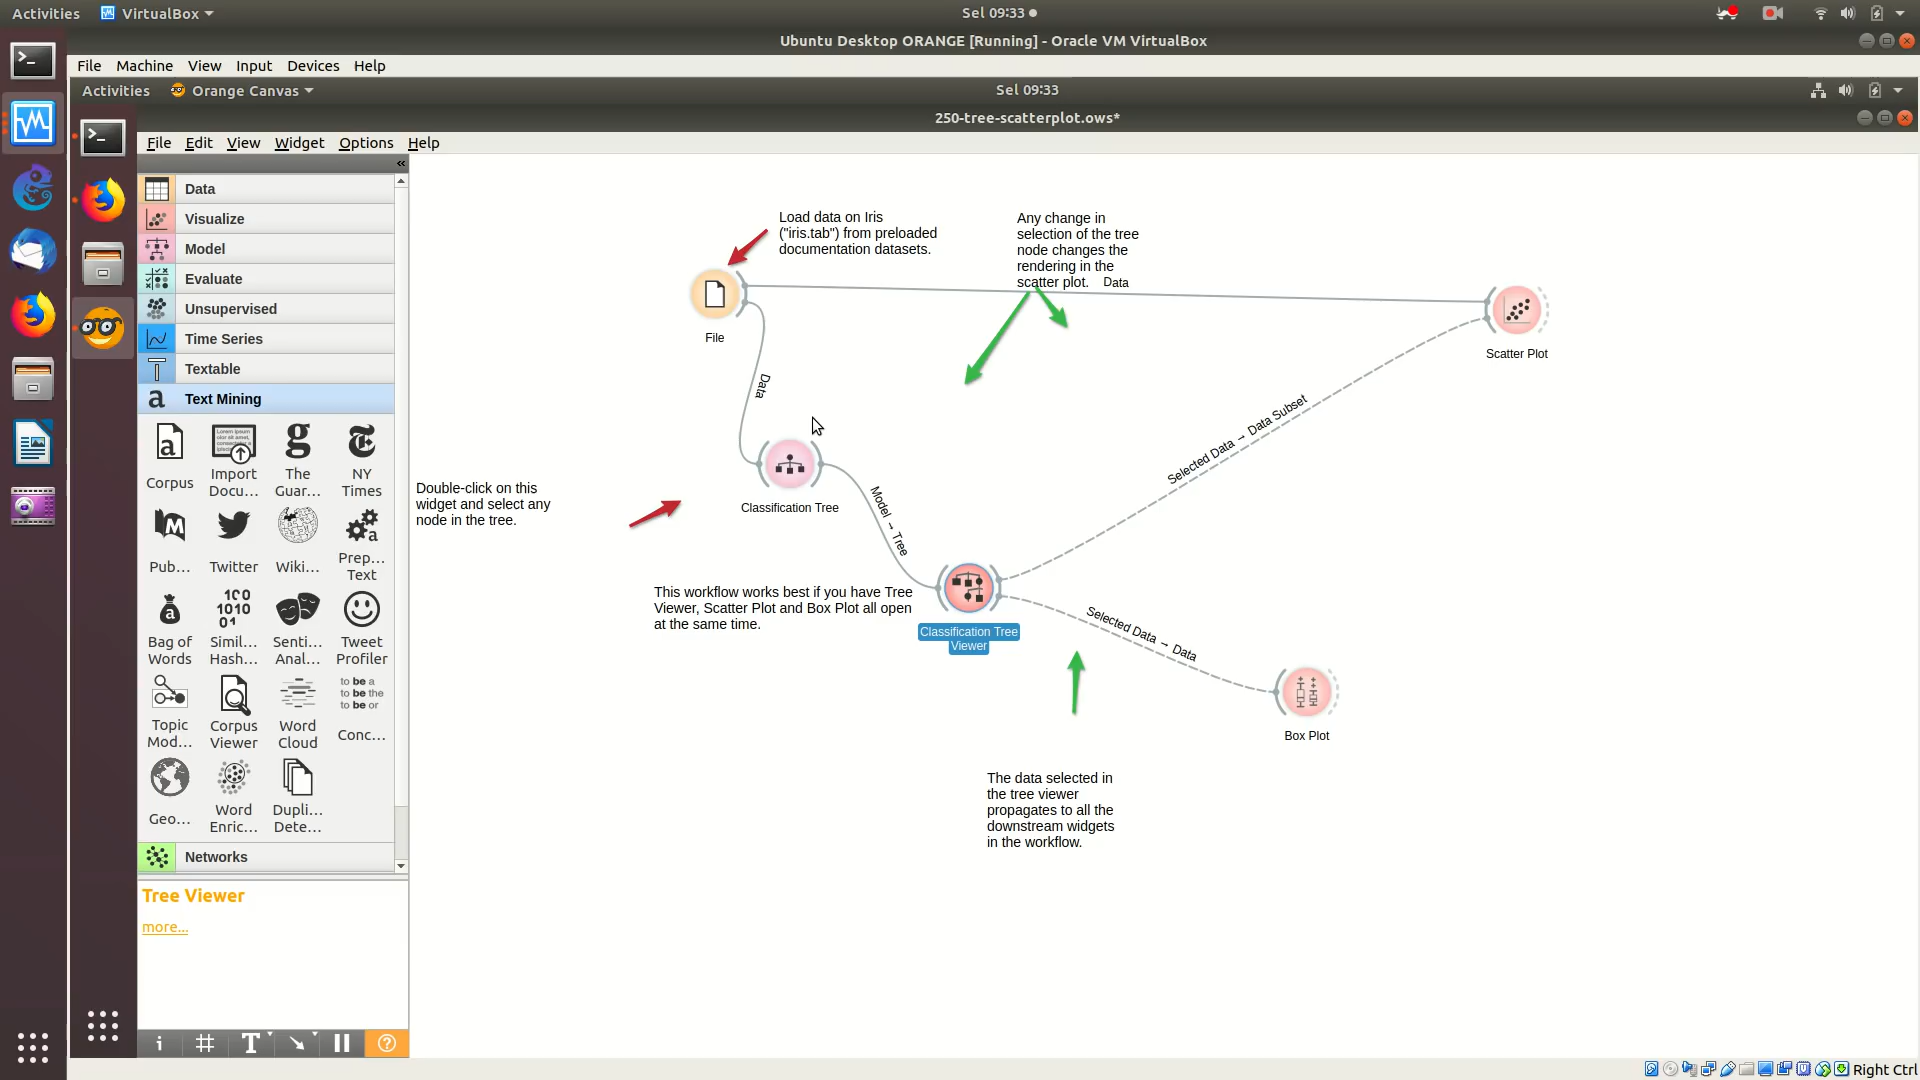 Activities
VirtualBox
Sel 09:33
Ubuntu Desktop ORANGE [Running] - Oracle VM VirtualBox
File Machine View Input Devices Help
Activities
Orange Canvas
Sel 09:33
250-tree-scatterplot.ows*
File Edit View Widget Options Help
«
Data
Visualize
Model
Evaluate
Unsupervised
Time Series
Textable
a Text Mining
Corpus
Import
Docu...
The
Guar...
NY
Times
Pub...
Twitter
Wiki...
Prep...
Text
Bag of
Words
Simil...
Hash...
Senti...
Anal...
Tweet
Profiler
to be a
to be the
to be or
Topic
Mod...
Corpus
Viewer
Word
Cloud
Conc...
Geo...
Word
Enric...
Dupli...
Dete...
Networks
Tree Viewer
more...
Load data on Iris
("iris.tab") from preloaded
documentation datasets.
Any change in
selection of the tree
node changes the
rendering in the
scatter plot.
Data
File
Scatter Plot
Data
Selected Data → Data Subset
Classification Tree
Double-click on this
widget and select any
node in the tree.
Model → Tree
This workflow works best if you have Tree
Viewer, Scatter Plot and Box Plot all open
at the same time.
Classification Tree
Viewer
Selected Data → Data
Box Plot
The data selected in
the tree viewer
propagates to all the
downstream widgets
in the workflow.
Right Ctrl